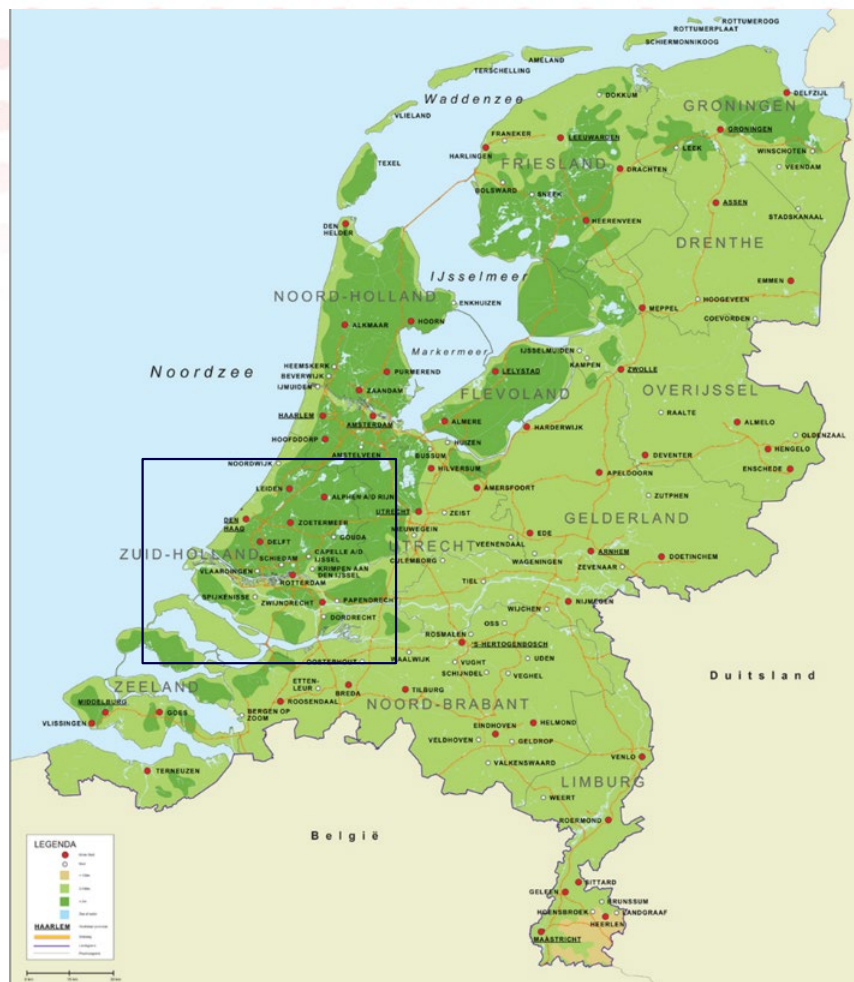 ROTTUMEROOG
ROTTUMERPLAAT
SCHIERMONNIKOOG
AMELAND
TERSCHELLING
Waddenzee
VLIELAND
TEXEL
DOKKUM
DELFZIJL
GRONINGEN
GRONINGEN
FRANEKER
LEEUWARDEN
HARLINGEN
FRIESLAND
LEEK
WINSCHOTEN
VEENDAM
DRACHTEN
BOLSWARD
SNEEK
ASSEN
STADSKANAAL
HEERENVEEN
DEN
HELDER
DRENTHE
IJsselmeer
EMMEN
NOORD-HOLLAND
ENKHUIZEN
HOOGEVEEN
MEPPEL
COEVORDEN
ALKMAAR
HOORN
Markermeer
IJSSELMUIDEN
KAMPEN
HEEMSKERK
BEVERWIJK
IJMUIDEN
Noordzee
PURMEREND
LELYSTAD
ZWOLLE
ZAANDAM
FLEVOLAND
OVERIJSSEL
HAARLEM
AMSTERDAM
ALMERE
HARDERWIJK
RAALTE
ALMELO
OLDENZAAL
HOOFDDORP
AMSTELVEEN
HUIZEN
BUSSUM
HENGELO
DEVENTER
ENSCHEDE
NOORDWIJK
HILVERSUM
APELDOORN
LEIDEN
ALPHEN A/D RIJN
AMERSFOORT
ZUTPHEN
DEN
HAAG
ZOETERMEER
UTRECHT
ZEIST
GELDERLAND
NIEUWEGEIN
DELFT
GOUDA
VEENENDAAL
EDE
UTRECHT
ZUID-HOLLAND
SCHIEDAM
CAPELLE A/D
IJSSEL
CULEMBORG
WAGENINGEN
ARNHEM
ZEVENAAR
DOETINCHEM
VLAARDINGEN
KRIMPEN AAN
DEN IJSSEL
ROTTERDAM
TIEL
SPIJKENISSE
ZWIJNDRECHT
PAPENDRECHT
DORDRECHT
WIJCHEN
NIJMEGEN
OSS
ROSMALEN
'S-HERTOGENBOSCH
OOSTERHOUT
WAALWIJK
VUGHT
UDEN
SCHIJNDEL
VEGHEL
Duitsland
ZEELAND
ETTEN-
LEUR
BREDA
TILBURG
MIDDELBURG
GOES
ROOSENDAAL
NOORD-BRABANT
VLISSINGEN
BERGEN OP
ZOOM
EINDHOVEN
HELMOND
VELDHOVEN
GELDROP
VENLO
TERNEUZEN
VALKENSWAARD
LIMBURG
WEERT
ROERMOND
België
LEGENDA
HAARLEM
SITTARD
GELEEN
BRUNSSUM
HOENSBROEK
LANDGRAAF
HEERLEN
MAASTRICHT